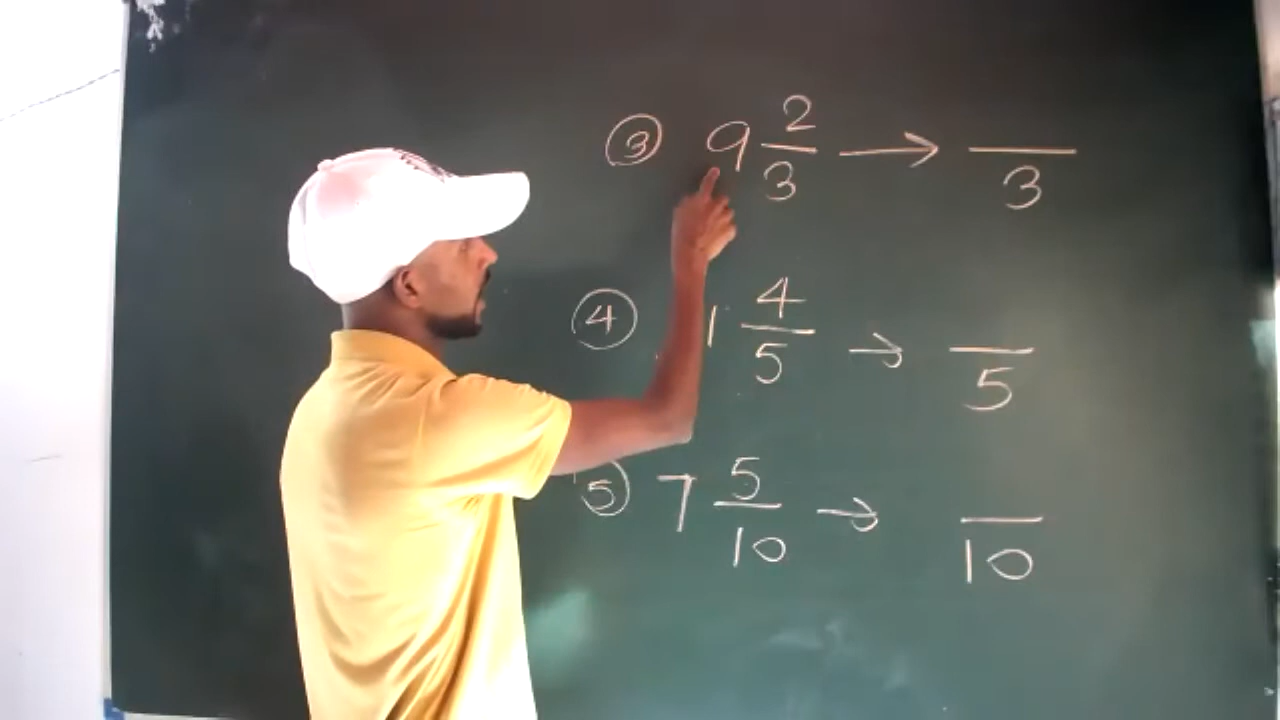 ③ 9 2/3 → /3
④ 1 4/5 → /5
⑤ 7 5/10 → /10